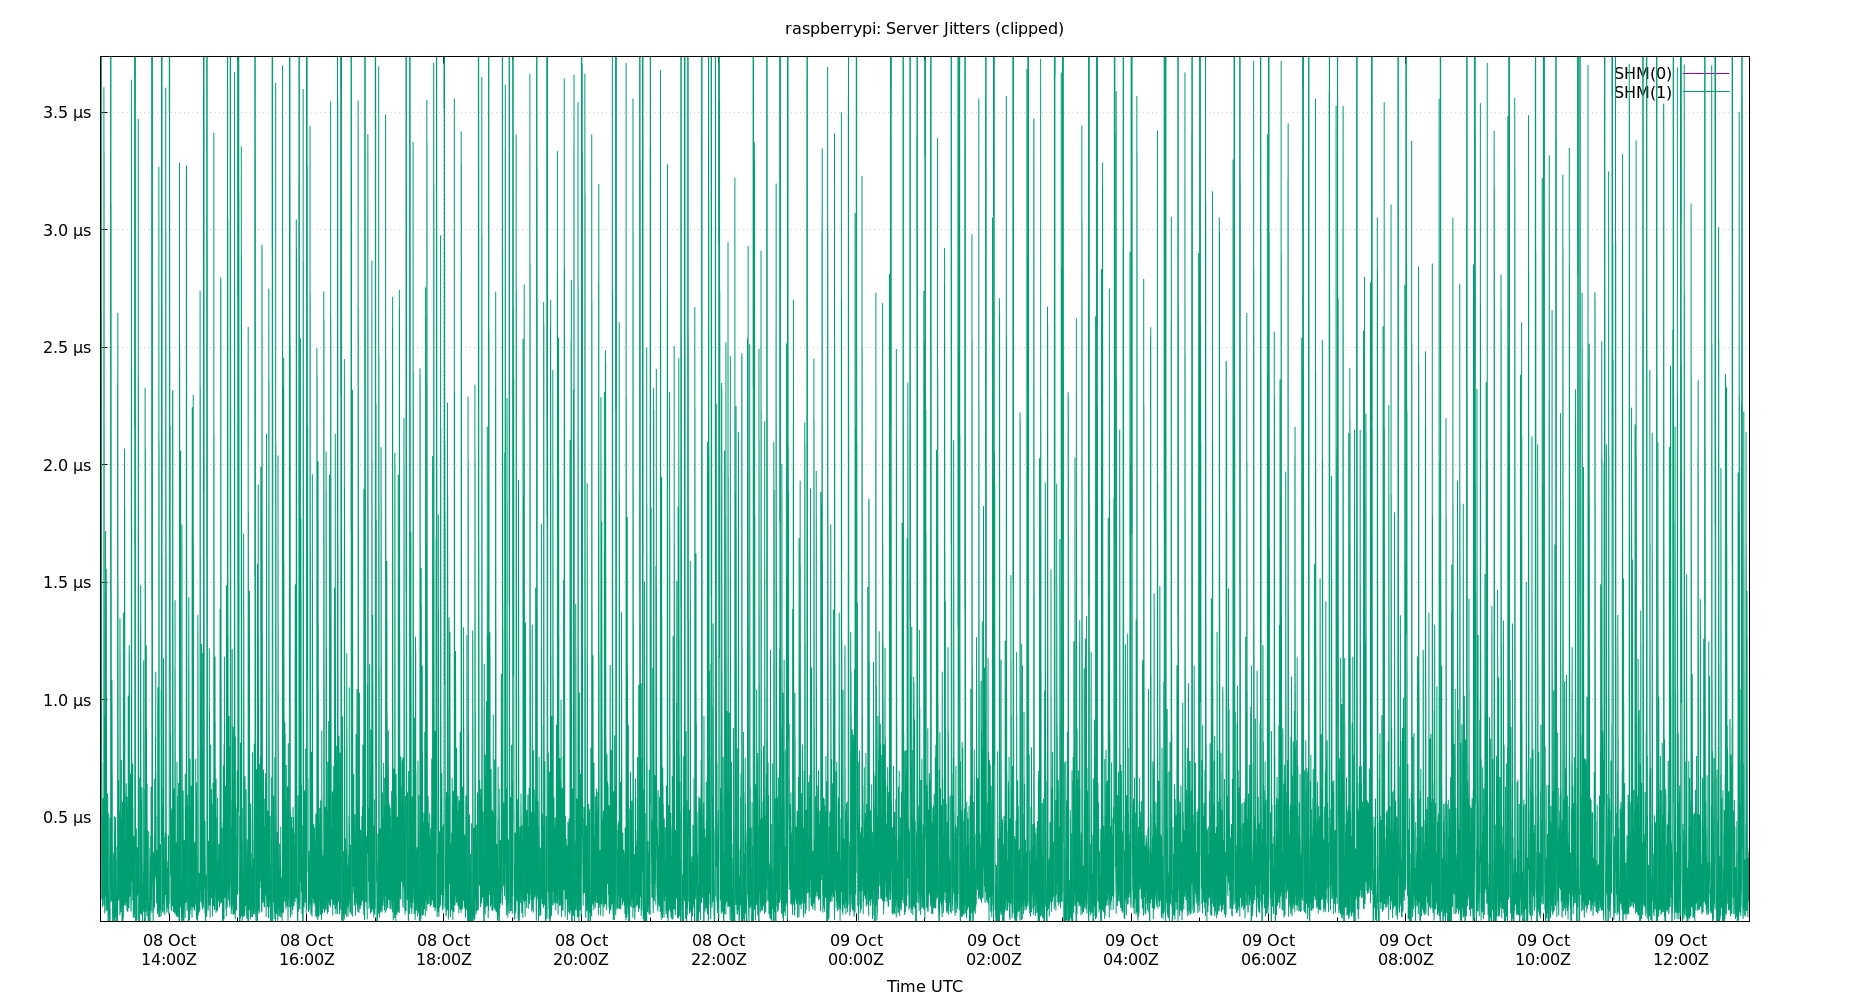 raspberrypi: Server Jitters (clipped)
SHM(0)
SHM(1)
3.5 µs
3.0 µs
2.5 µs
2.0 µs
1.5 µs
1.0 µs
0.5 µs
08 Oct 08 Oct 08 Oct 08 Oct 08 Oct 09 Oct 09 Oct 09 Oct 09 Oct 09 Oct 09 Oct 09 Oct
14:00Z 16:00Z 18:00Z 20:00Z 22:00Z 00:00Z 02:00Z 04:00Z 06:00Z 08:00Z 10:00Z 12:00Z
Time UTC